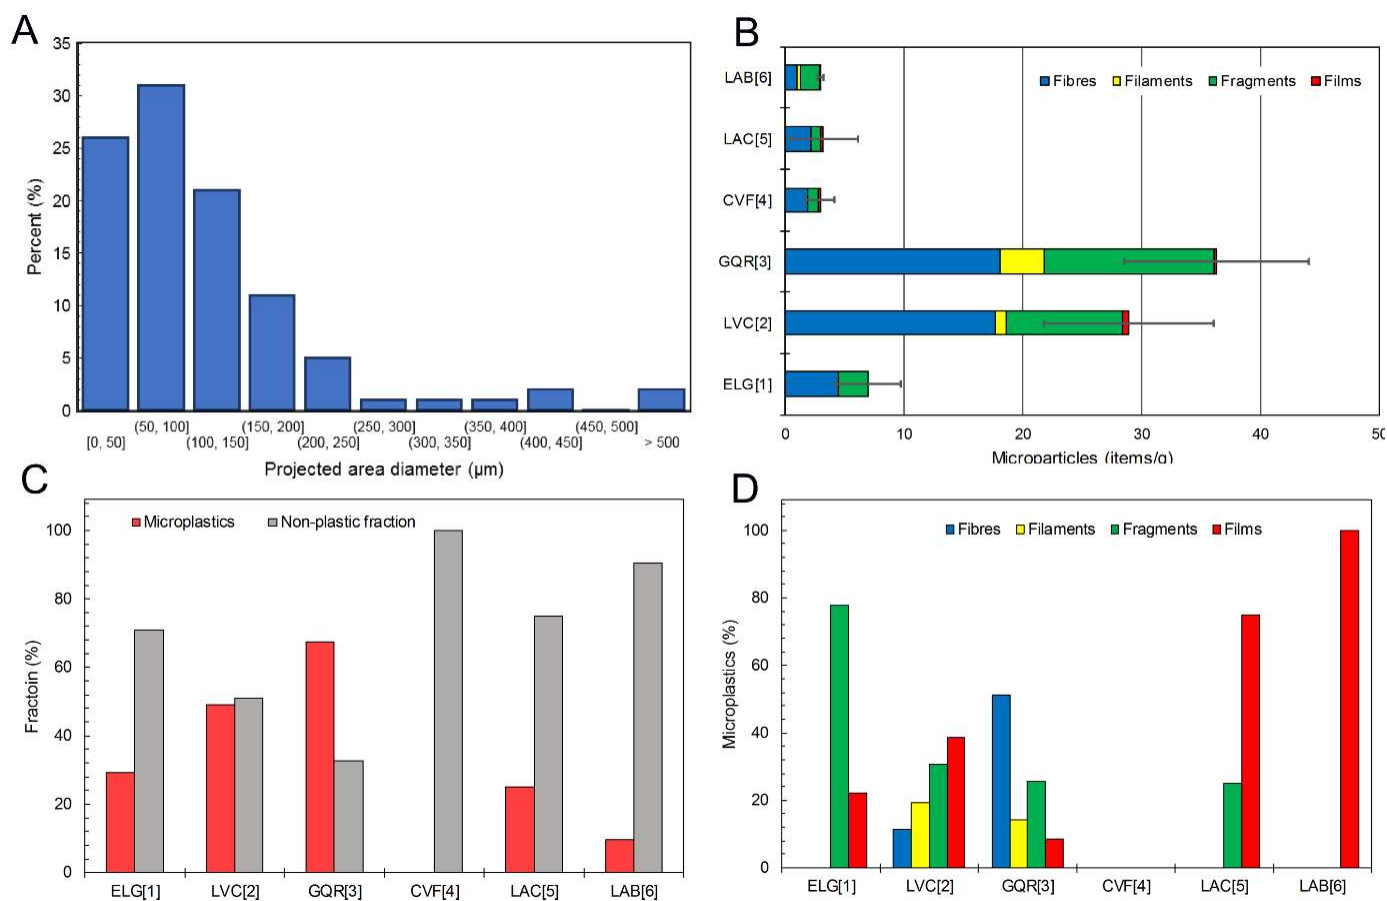 A
35
30
25
20
15
10
5
0
Percent (%)
(50, 100] (150, 200] (250, 300] (350, 400] (450, 500]
[0, 50] (100, 150] (200, 250] (300, 350] (400, 450] > 500
Projected area diameter (µm)
B
LAB[6]
LAC[5]
CVF[4]
GQR[3]
LVC[2]
ELG[1]
Fibres Filaments Fragments Films
0 10 20 30 40 50
Microparticles (items/g)
C
Microplastics Non-plastic fraction
100
80
60
40
20
0
Fractoin (%)
ELG[1] LVC[2] GQR[3] CVF[4] LAC[5] LAB[6]
D
Fibres Filaments Fragments Films
100
80
60
40
20
0
Microplastics (%)
ELG[1] LVC[2] GQR[3] CVF[4] LAC[5] LAB[6]